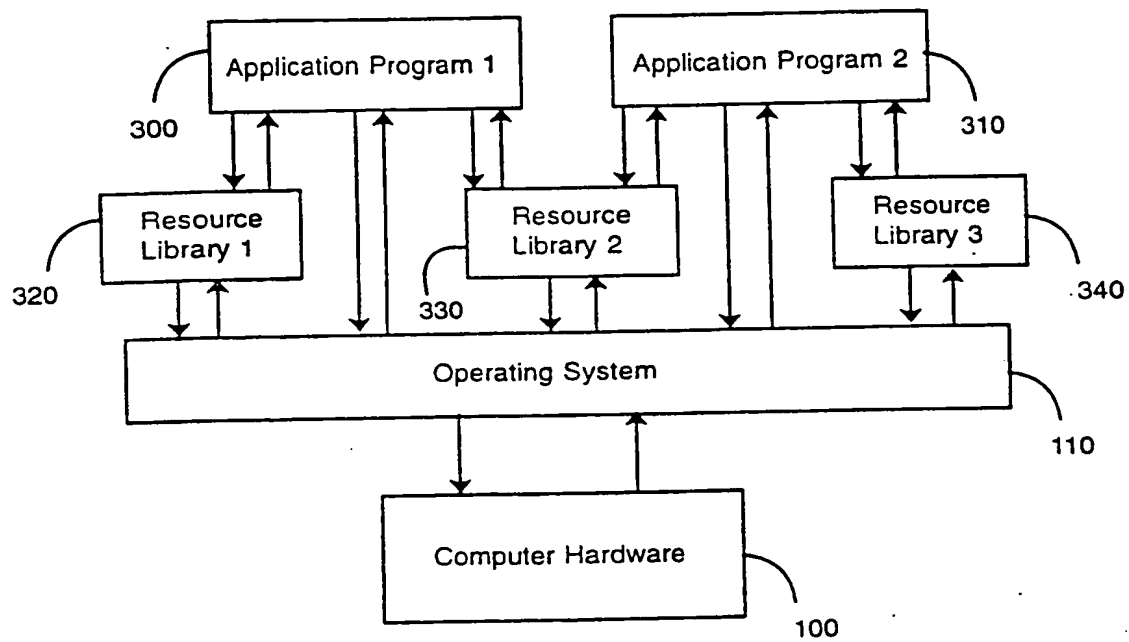 Application Program 1
Application Program 2
300
310
Resource
Library 1
Resource
Library 2
Resource
Library 3
320
330
340
Operating System
110
Computer Hardware
100